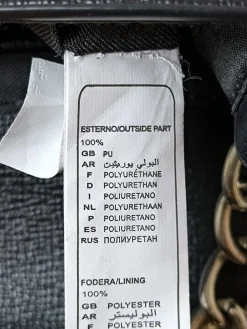 ESTERNO/OUTSIDE PART
100%
GB PU
AR البولي يوريثين
F POLYURÉTHANE
D POLYURETHAN
I POLIURETANO
NL POLYURETHAAN
P POLIURETANO
ES POLIURETANO
RUS ПОЛИУРЕТАН
FODERA/LINING
100%
GB POLYESTER
AR البوليستر
F POLYESTER